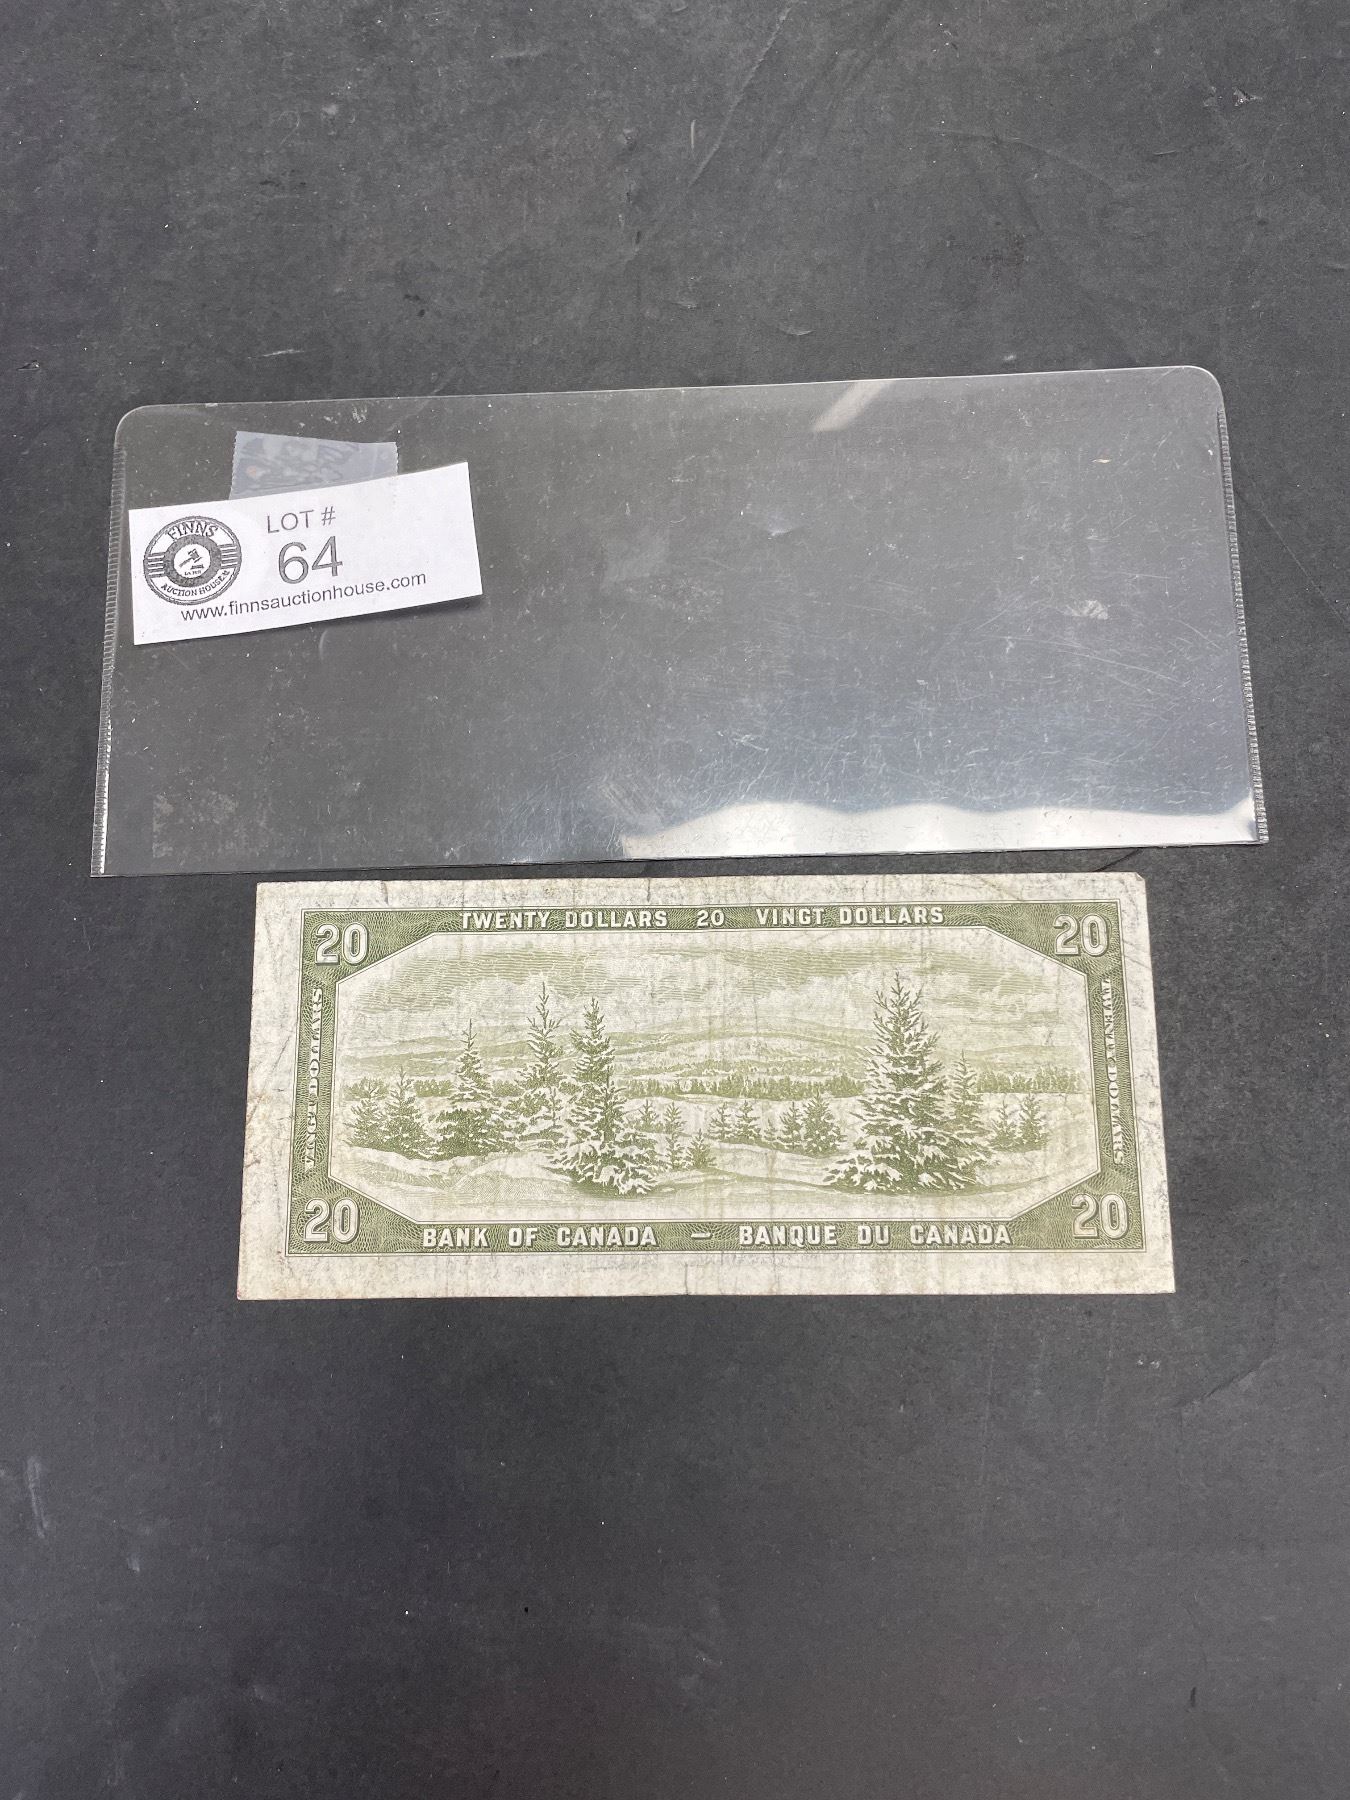 FINNS
AUCTION HOUSE
LOT #
64
www.finnsauctionhouse.com
TWENTY DOLLARS 20 VINGT DOLLARS
20
20
VINGT DOLLARS
TWENTY DOLLARS
20
20
BANK OF CANADA — BANQUE DU CANADA